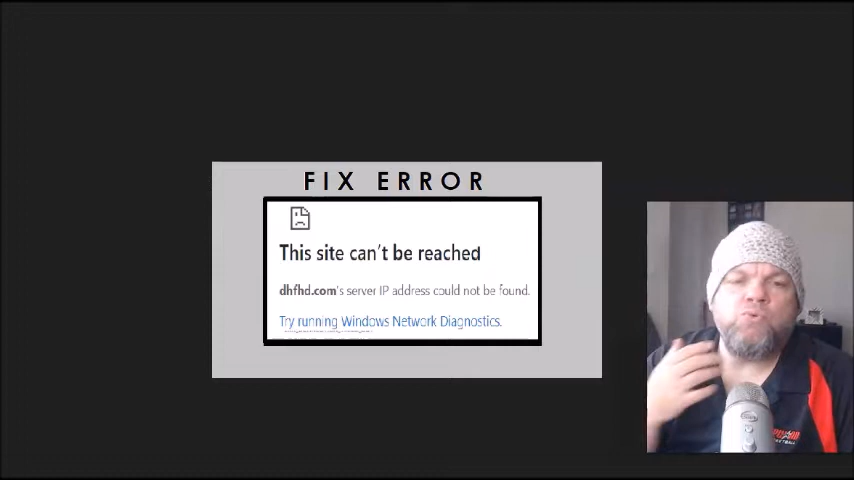 FIX ERROR
This site can't be reached
dhfhd.com's server IP address could not be found.
Try running Windows Network Diagnostics.